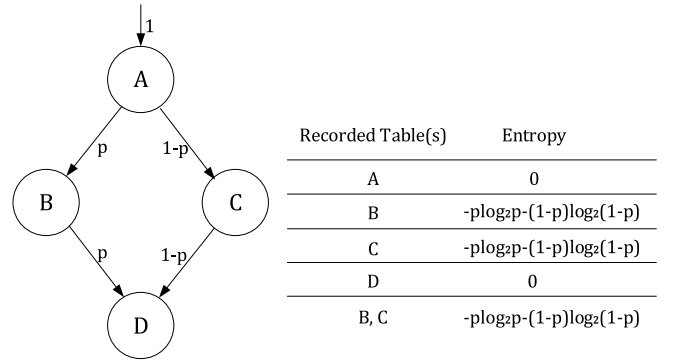 1
A
p
1-p
B
C
p
1-p
D
Recorded Table(s) Entropy
A 0
B -plog₂p-(1-p)log₂(1-p)
C -plog₂p-(1-p)log₂(1-p)
D 0
B, C -plog₂p-(1-p)log₂(1-p)